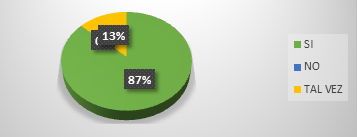 13%
87%
SI
NO
TAL VEZ